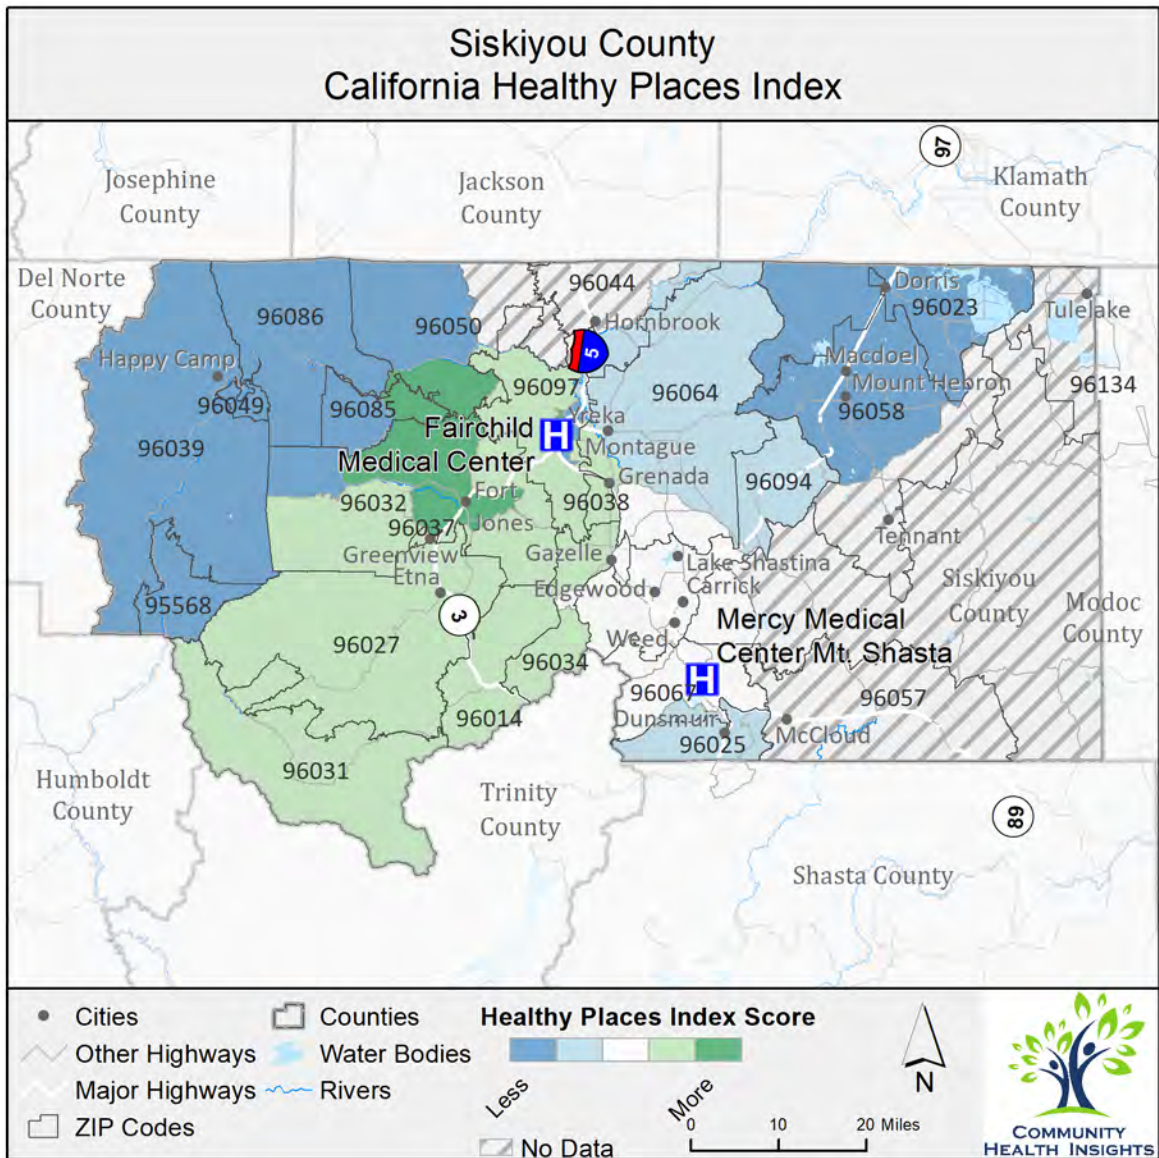 Siskiyou County
California Healthy Places Index
97
Josephine
County
Jackson
County
Klamath
County
Del Norte
County
96044
Dorris
96023
Tulelake
96086
96050
Hornbrook
Happy Camp
5
Macdoel
96134
96097
96064
Mount Hebron
96049
96085
96058
Fairchild
Medical Center
H
Yreka
Montague
96039
Grenada
96094
96032
Fort
Jones
96038
96037
Tennant
Greenview
Gazelle
Lake Shastina
Etna
Edgewood
Carrick
Siskiyou
County
Modoc
County
95568
3
Weed
Mercy Medical
Center Mt. Shasta
H
96027
96034
96067
96057
96014
Dunsmuir
McCloud
96025
96031
Humboldt
County
Trinity
County
89
Shasta County
Cities
Other Highways
Major Highways
ZIP Codes
Counties
Water Bodies
Rivers
Healthy Places Index Score
Less
More
No Data
N
0 10 20 Miles
COMMUNITY
HEALTH INSIGHTS